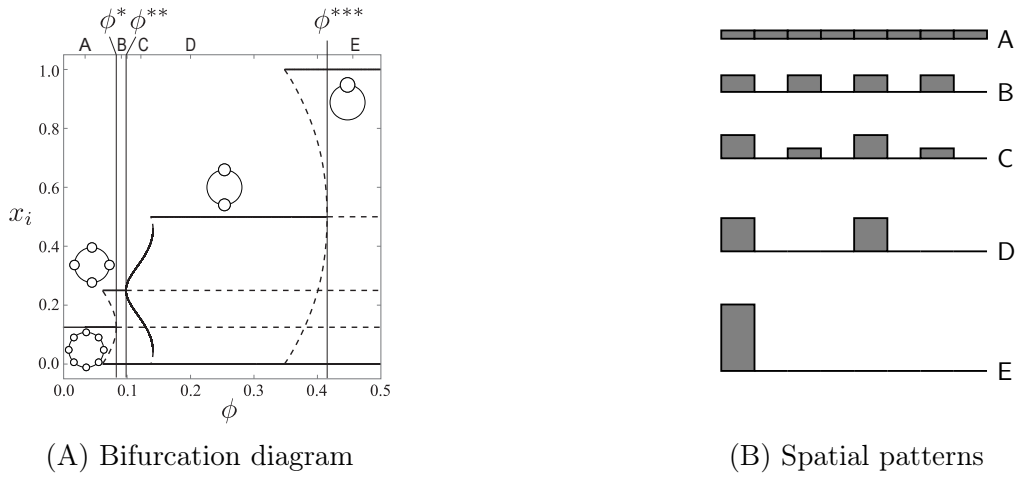 ϕ* ϕ** ϕ***
A B C D E
1.0
0.8
0.6
x_i
0.4
0.2
0.0
0.0 0.1 0.2 0.3 0.4 0.5
ϕ
(A) Bifurcation diagram
A
B
C
D
E
(B) Spatial patterns